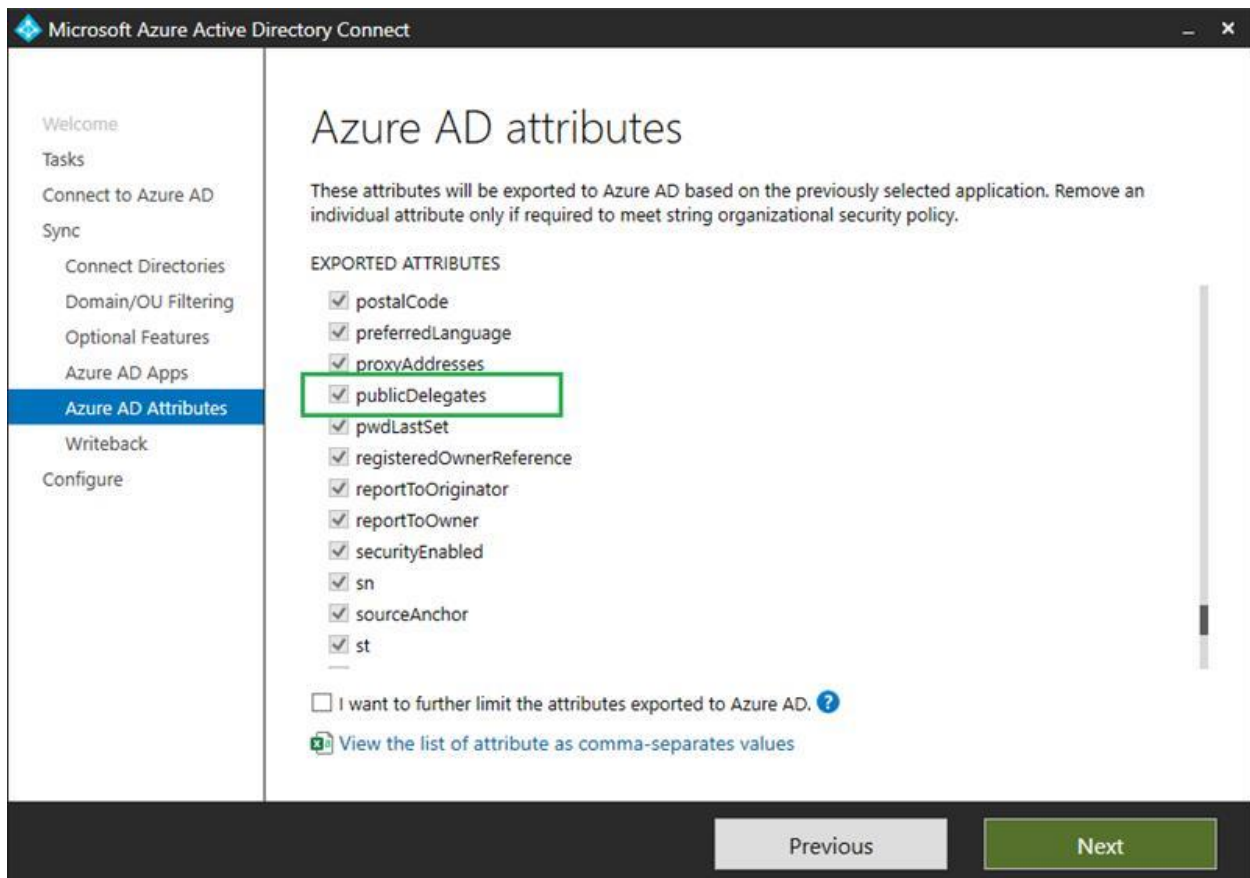 Microsoft Azure Active Directory Connect
Welcome
Tasks
Connect to Azure AD
Sync
Connect Directories
Domain/OU Filtering
Optional Features
Azure AD Apps
Azure AD Attributes
Writeback
Configure
Azure AD attributes
These attributes will be exported to Azure AD based on the previously selected application. Remove an
individual attribute only if required to meet string organizational security policy.
EXPORTED ATTRIBUTES
postalCode
preferredLanguage
proxyAddresses
publicDelegates
pwdLastSet
registeredOwnerReference
reportToOriginator
reportToOwner
securityEnabled
sn
sourceAnchor
st
I want to further limit the attributes exported to Azure AD. ?
View the list of attribute as comma-separates values
Previous
Next